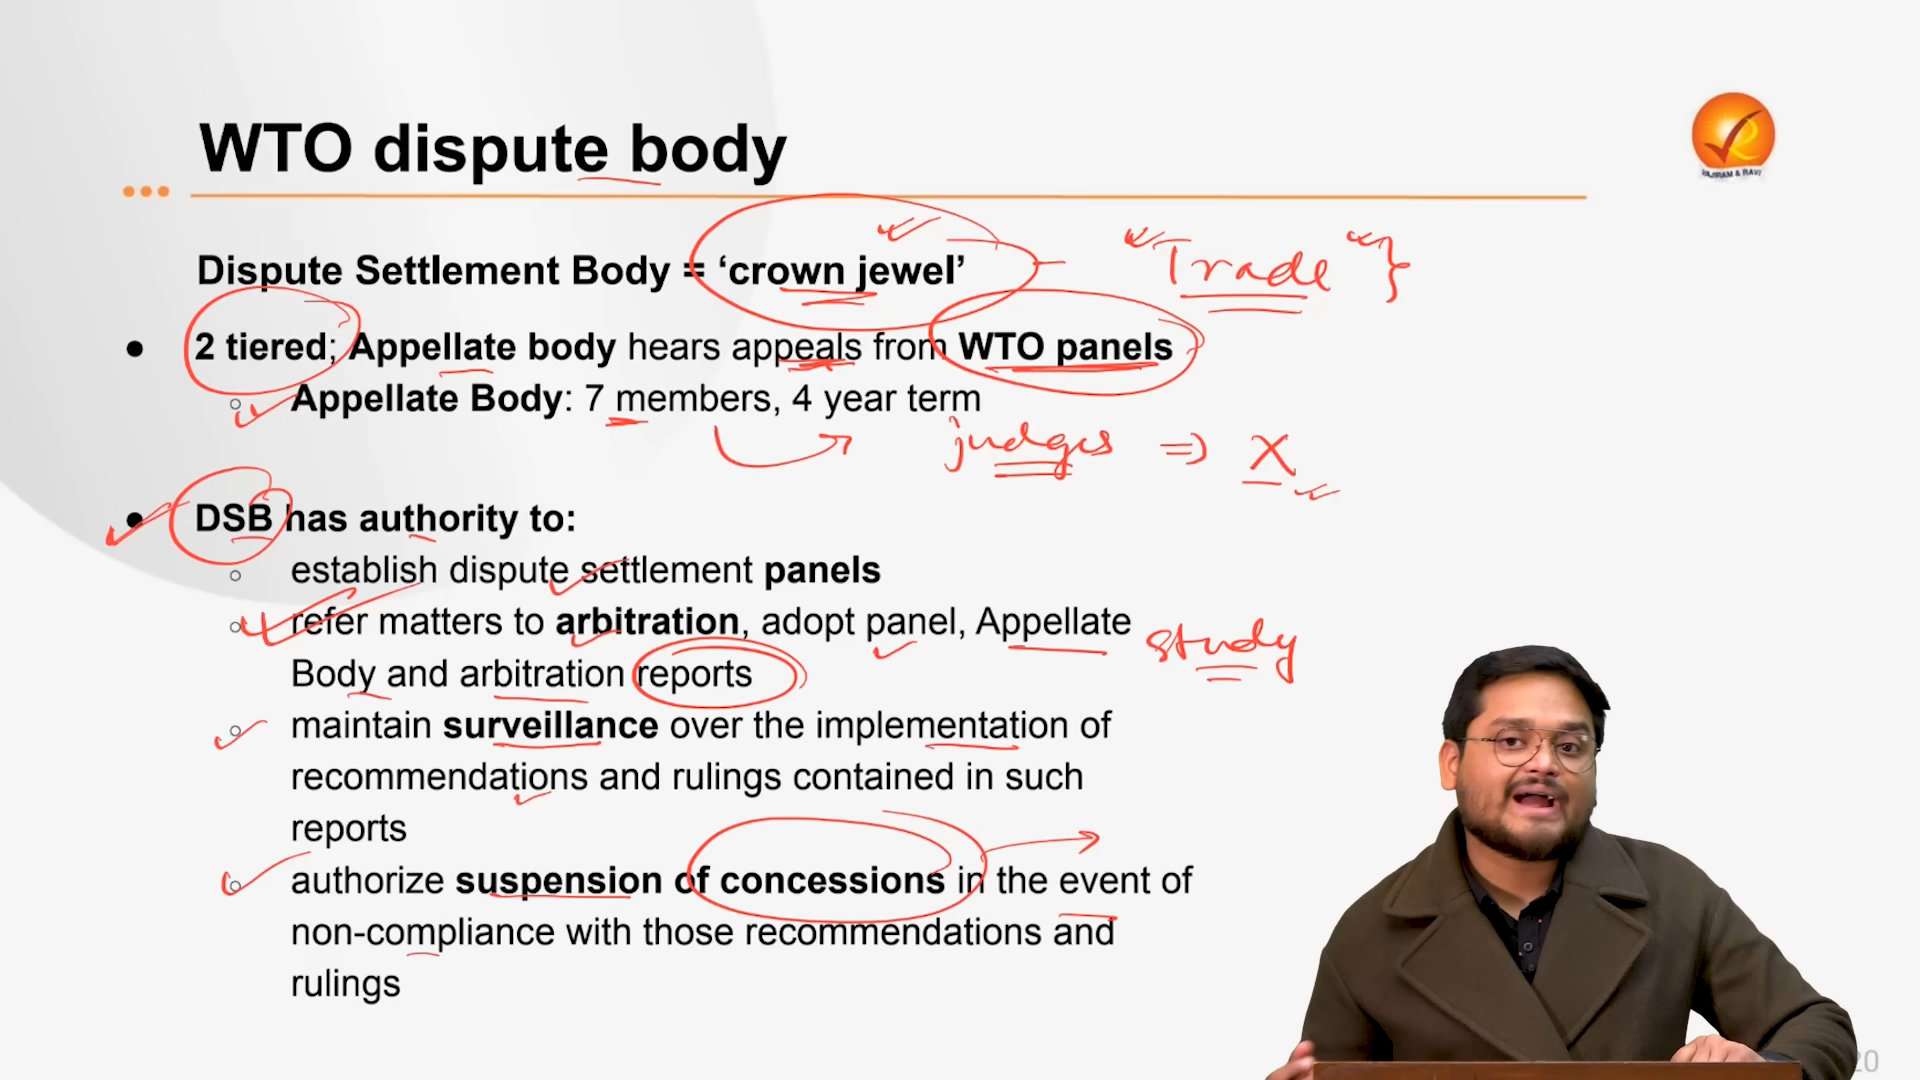 WTO dispute body
VAJIRAM & RAVI
Dispute Settlement Body = ‘crown jewel’
"Trade" }
● 2 tiered; Appellate body hears appeals from WTO panels
○ Appellate Body: 7 members, 4 year term
judges => X
● DSB has authority to:
○ establish dispute settlement panels
○ refer matters to arbitration, adopt panel, Appellate
Body and arbitration reports
study
○ maintain surveillance over the implementation of
recommendations and rulings contained in such
reports
○ authorize suspension of concessions in the event of
non-compliance with those recommendations and
rulings
20